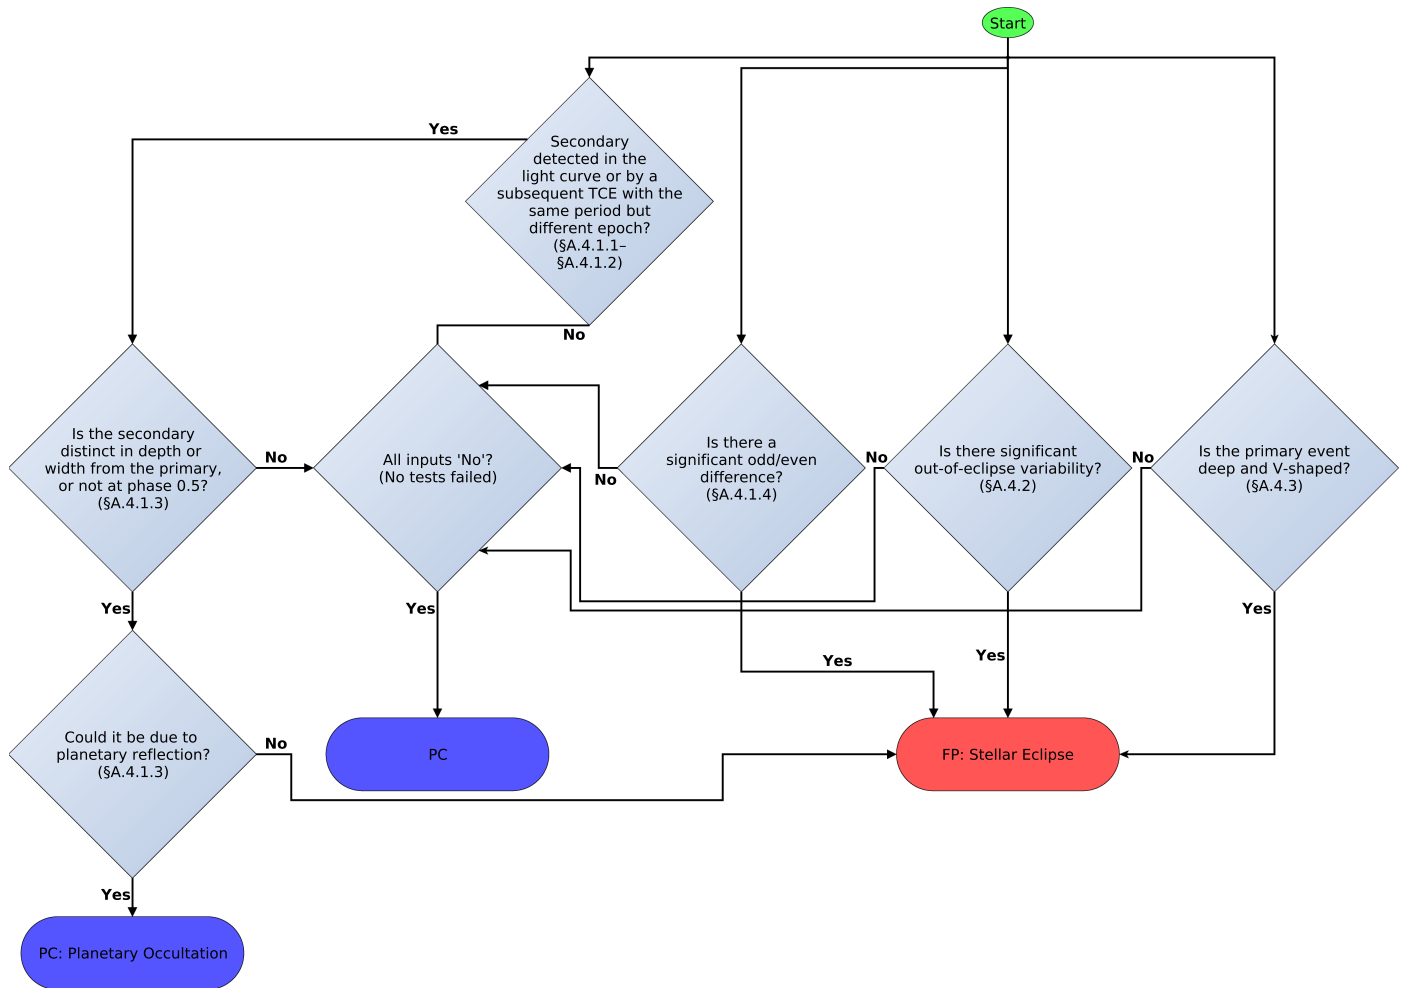 Start
Yes
Secondary
detected in the
light curve or by a
subsequent TCE with the
same period but
different epoch?
(§A.4.1.1–
§A.4.1.2)
No
Is the secondary
distinct in depth or
width from the primary,
or not at phase 0.5?
(§A.4.1.3)
No
All inputs 'No'?
(No tests failed)
No
Is there a
significant odd/even
difference?
(§A.4.1.4)
No
Is there significant
out-of-eclipse variability?
(§A.4.2)
No
Is the primary event
deep and V-shaped?
(§A.4.3)
Yes
Yes
Yes
Yes
Yes
Could it be due to
planetary reflection?
(§A.4.1.3)
No
PC
FP: Stellar Eclipse
Yes
PC: Planetary Occultation